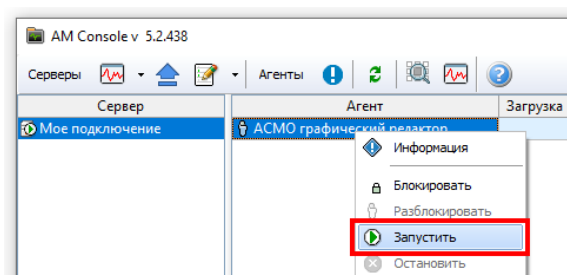 AM Console v 5.2.438
Серверы Агенты
Сервер Агент Загрузка
Мое подключение АСМО графический редактор
Информация
Блокировать
Разблокировать
Запустить
Остановить